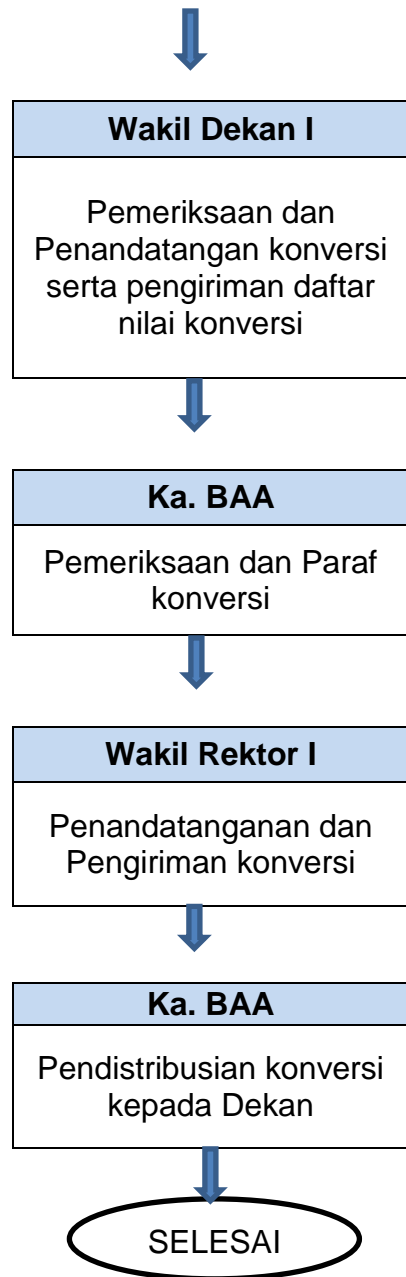 Wakil Dekan I
Pemeriksaan dan
Penandatangan konversi
serta pengiriman daftar
nilai konversi
Ka. BAA
Pemeriksaan dan Paraf
konversi
Wakil Rektor I
Penandatanganan dan
Pengiriman konversi
Ka. BAA
Pendistribusian konversi
kepada Dekan
SELESAI